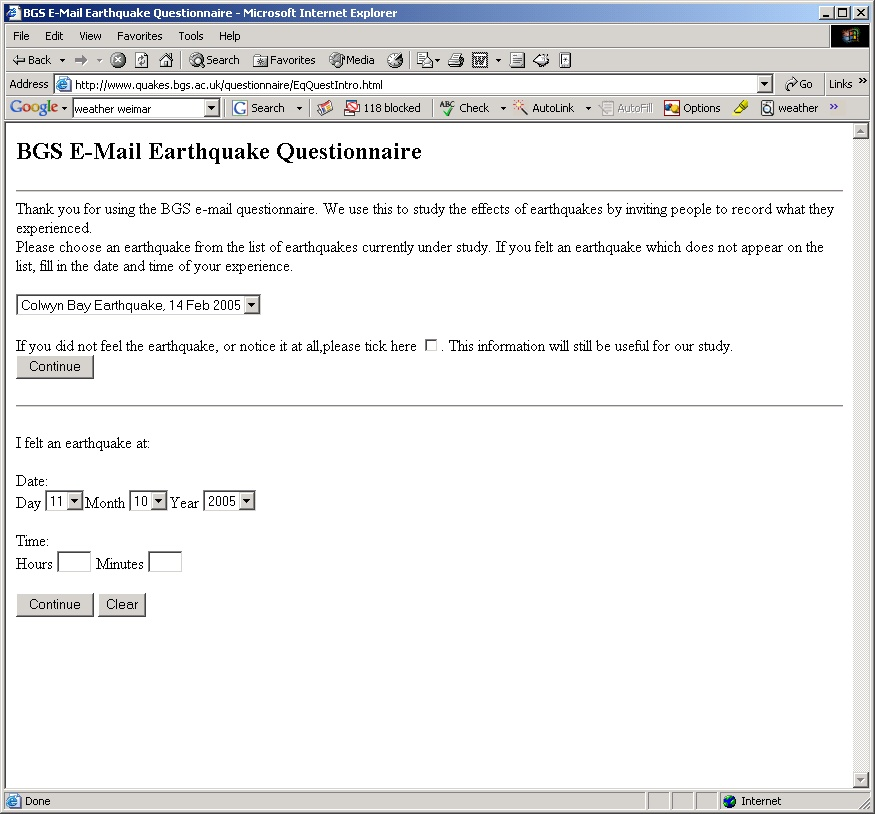 BGS E-Mail Earthquake Questionnaire - Microsoft Internet Explorer
File Edit View Favorites Tools Help
Back Search Favorites Media
Address http://www.quakes.bgs.ac.uk/questionnaire/EqQuestIntro.html Go Links »
Google weather weimar G Search 118 blocked ABC Check AutoLink AutoFill Options weather »
BGS E-Mail Earthquake Questionnaire
Thank you for using the BGS e-mail questionnaire. We use this to study the effects of earthquakes by inviting people to record what they
experienced.
Please choose an earthquake from the list of earthquakes currently under study. If you felt an earthquake which does not appear on the
list, fill in the date and time of your experience.
Colwyn Bay Earthquake, 14 Feb 2005
If you did not feel the earthquake, or notice it at all,please tick here . This information will still be useful for our study.
Continue
I felt an earthquake at:
Date:
Day 11 Month 10 Year 2005
Time:
Hours Minutes
Continue Clear
Done Internet